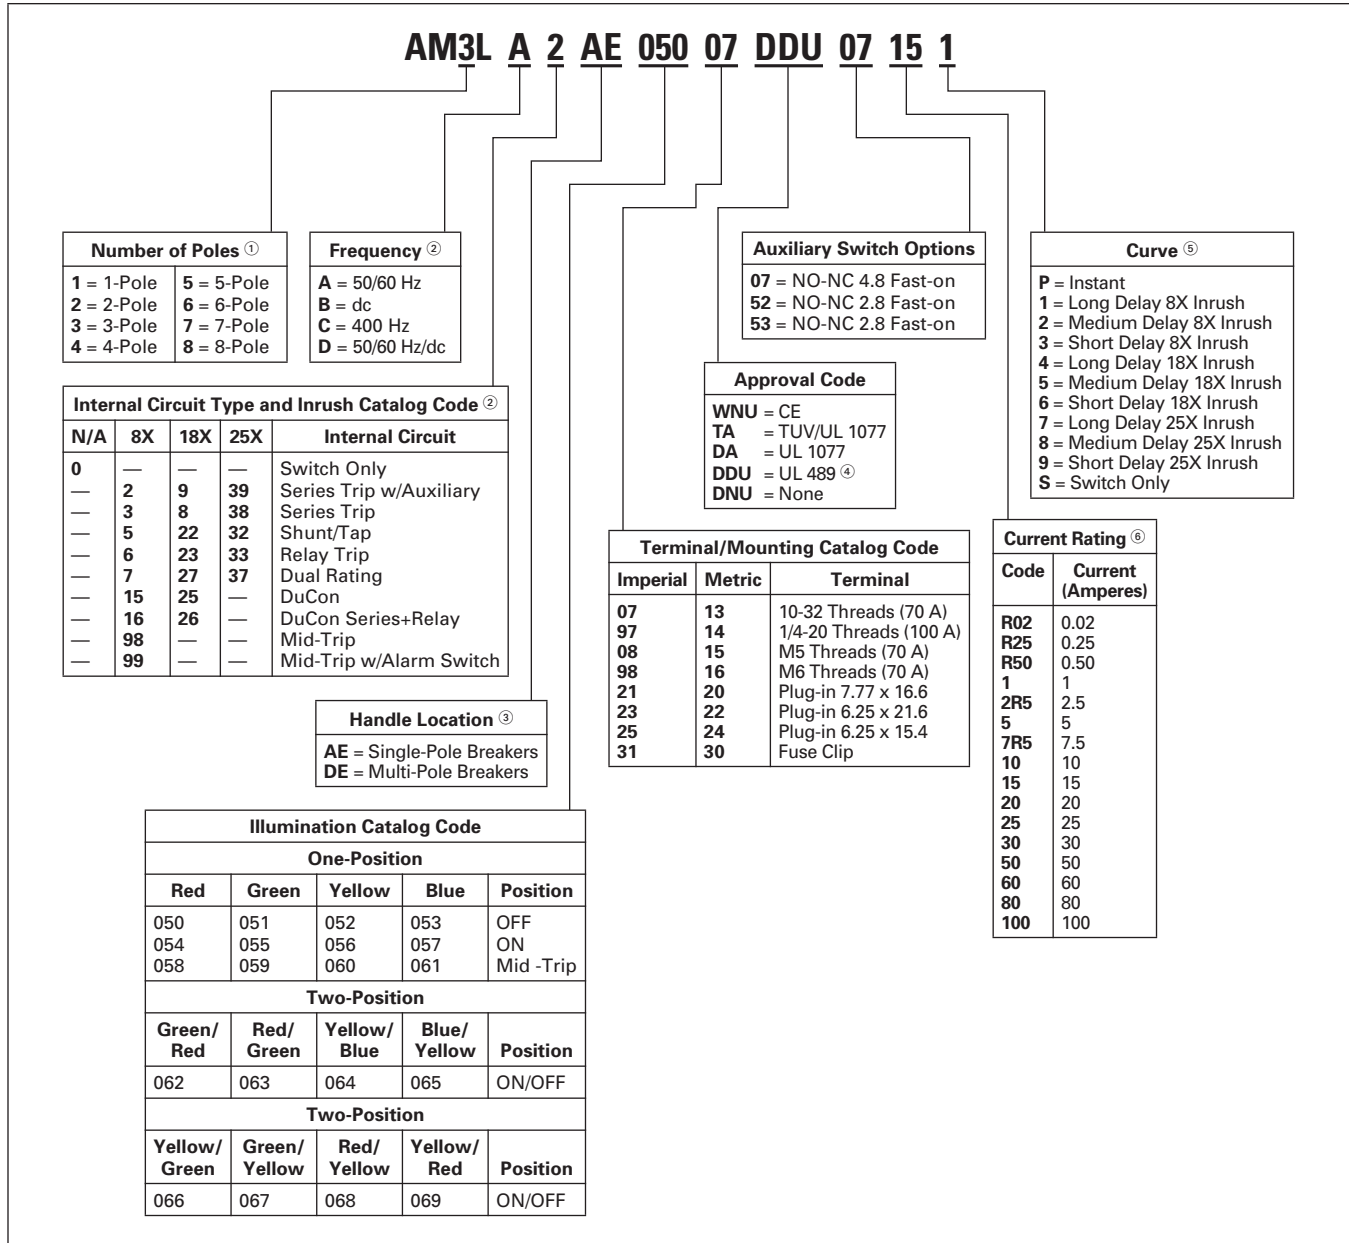 AM3L A 2 AE 050 07 DDU 07 15 1
Number of Poles ①
1 = 1-Pole 5 = 5-Pole
2 = 2-Pole 6 = 6-Pole
3 = 3-Pole 7 = 7-Pole
4 = 4-Pole 8 = 8-Pole
Frequency ②
A = 50/60 Hz
B = dc
C = 400 Hz
D = 50/60 Hz/dc
Auxiliary Switch Options
07 = NO-NC 4.8 Fast-on
52 = NO-NC 2.8 Fast-on
53 = NO-NC 2.8 Fast-on
Curve ⑤
P = Instant
1 = Long Delay 8X Inrush
2 = Medium Delay 8X Inrush
3 = Short Delay 8X Inrush
4 = Long Delay 18X Inrush
5 = Medium Delay 18X Inrush
6 = Short Delay 18X Inrush
7 = Long Delay 25X Inrush
8 = Medium Delay 25X Inrush
9 = Short Delay 25X Inrush
S = Switch Only
Approval Code
WNU = CE
TA = TUV/UL 1077
DA = UL 1077
DDU = UL 489 ④
DNU = None
Internal Circuit Type and Inrush Catalog Code ②
N/A 8X 18X 25X Internal Circuit
0 — — — Switch Only
— 2 9 39 Series Trip w/Auxiliary
— 3 8 38 Series Trip
— 5 22 32 Shunt/Tap
— 6 23 33 Relay Trip
— 7 27 37 Dual Rating
— 15 25 — DuCon
— 16 26 — DuCon Series+Relay
— 98 — — Mid-Trip
— 99 — — Mid-Trip w/Alarm Switch
Terminal/Mounting Catalog Code
Imperial Metric Terminal
07 13 10-32 Threads (70 A)
97 14 1/4-20 Threads (100 A)
08 15 M5 Threads (70 A)
98 16 M6 Threads (70 A)
21 20 Plug-in 7.77 x 16.6
23 22 Plug-in 6.25 x 21.6
25 24 Plug-in 6.25 x 15.4
31 30 Fuse Clip
Current Rating ⑥
Code Current
(Amperes)
R02 0.02
R25 0.25
R50 0.50
1 1
2R5 2.5
5 5
7R5 7.5
10 10
15 15
20 20
25 25
30 30
50 50
60 60
80 80
100 100
Handle Location ③
AE = Single-Pole Breakers
DE = Multi-Pole Breakers
Illumination Catalog Code
One-Position
Red Green Yellow Blue Position
050 051 052 053 OFF
054 055 056 057 ON
058 059 060 061 Mid -Trip
Two-Position
Green/ Red/ Yellow/ Blue/
Red Green Blue Yellow Position
062 063 064 065 ON/OFF
Two-Position
Yellow/ Green/ Red/ Yellow/
Green Yellow Yellow Red Position
066 067 068 069 ON/OFF